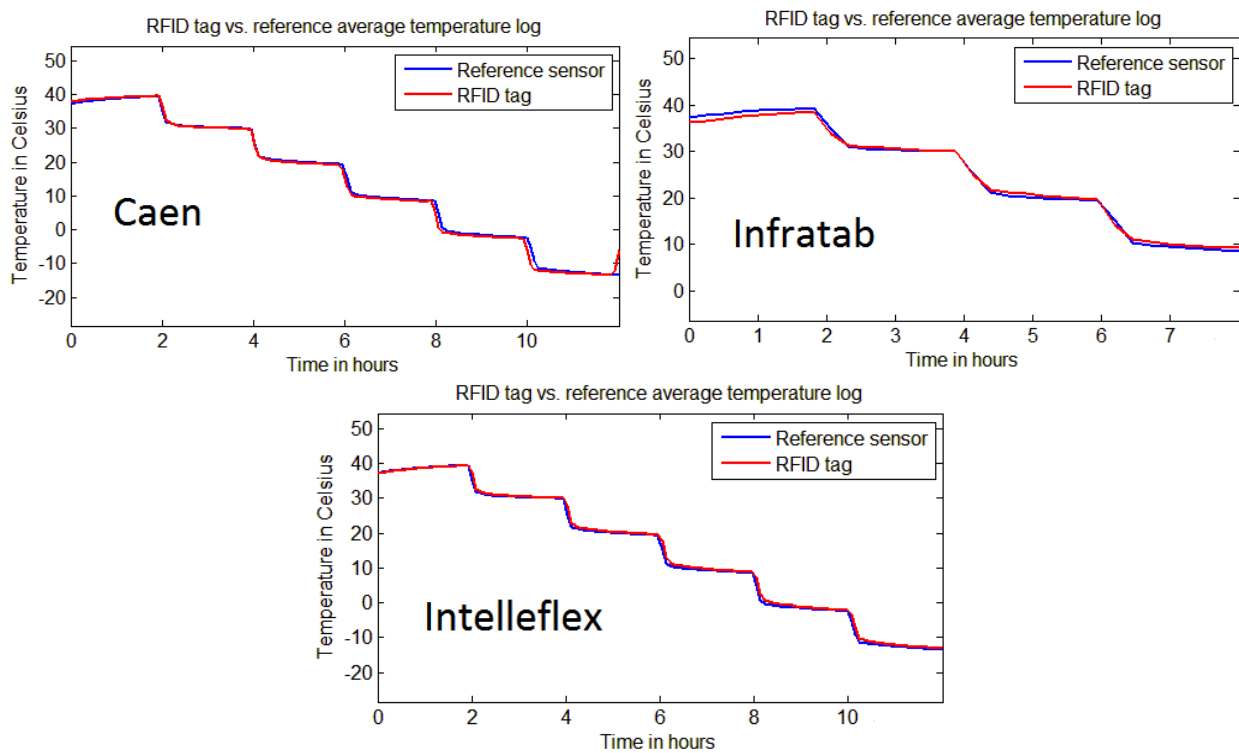 RFID tag vs. reference average temperature log
Temperature in Celsius
50
40
30
20
10
0
-10
-20
Reference sensor
RFID tag
Caen
0 2 4 6 8 10
Time in hours
RFID tag vs. reference average temperature log
Temperature in Celsius
50
40
30
20
10
0
Reference sensor
RFID tag
Infratab
0 1 2 3 4 5 6 7
Time in hours
RFID tag vs. reference average temperature log
Temperature in Celsius
50
40
30
20
10
0
-10
-20
Reference sensor
RFID tag
Intelleflex
0 2 4 6 8 10
Time in hours